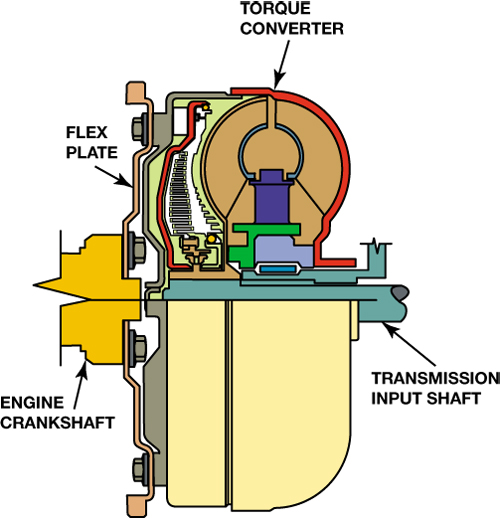 TORQUE
CONVERTER
FLEX
PLATE
ENGINE
CRANKSHAFT
TRANSMISSION
INPUT SHAFT